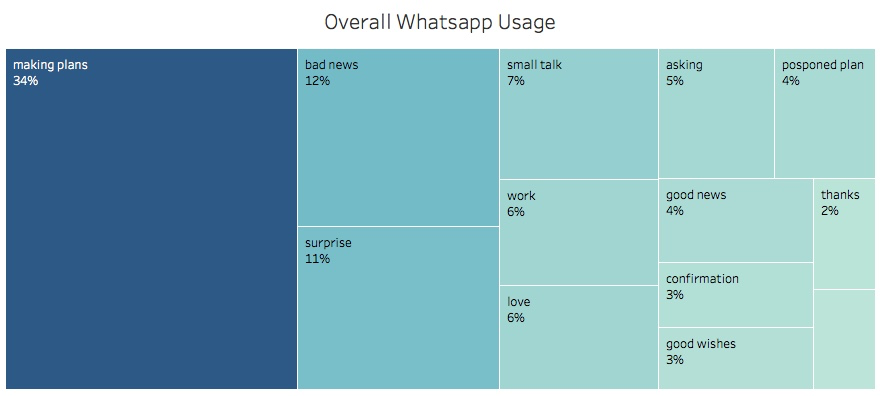 Overall Whatsapp Usage
making plans
34%
bad news
12%
surprise
11%
small talk
7%
work
6%
love
6%
asking
5%
posponed plan
4%
good news
4%
confirmation
3%
good wishes
3%
thanks
2%